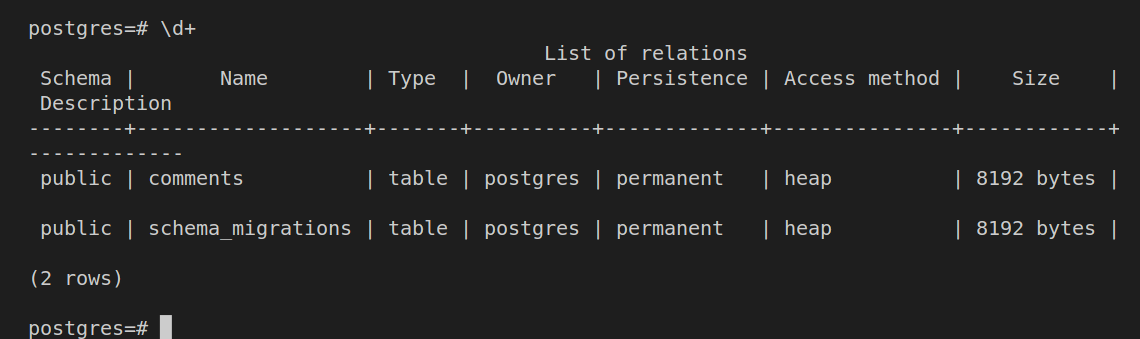 postgres=# \d+
                                           List of relations
 Schema |       Name        | Type  |  Owner   | Persistence | Access method |    Size    |
 Description
--------+-------------------+-------+----------+-------------+---------------+------------+
-------------
 public | comments          | table | postgres | permanent   | heap          | 8192 bytes |
 public | schema_migrations | table | postgres | permanent   | heap          | 8192 bytes |
(2 rows)
postgres=#